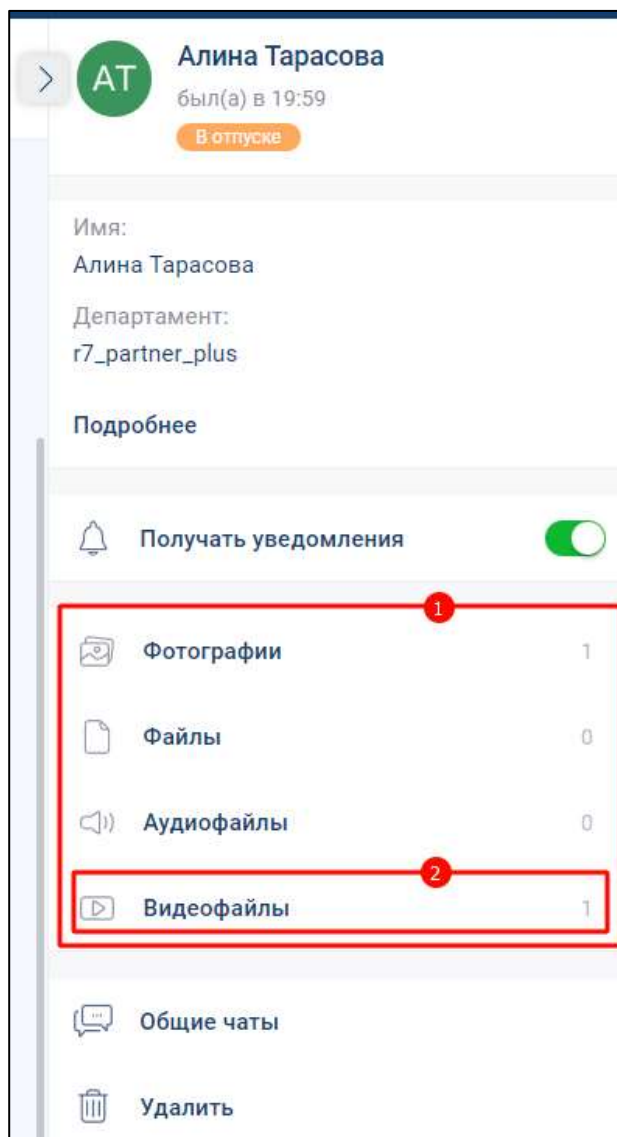 АТ
Алина Тарасова
был(а) в 19:59
В отпуске
Имя:
Алина Тарасова
Департамент:
r7_partner_plus
Подробнее
Получать уведомления
1
Фотографии 1
Файлы 0
Аудиофайлы 0
2
Видеофайлы 1
Общие чаты
Удалить